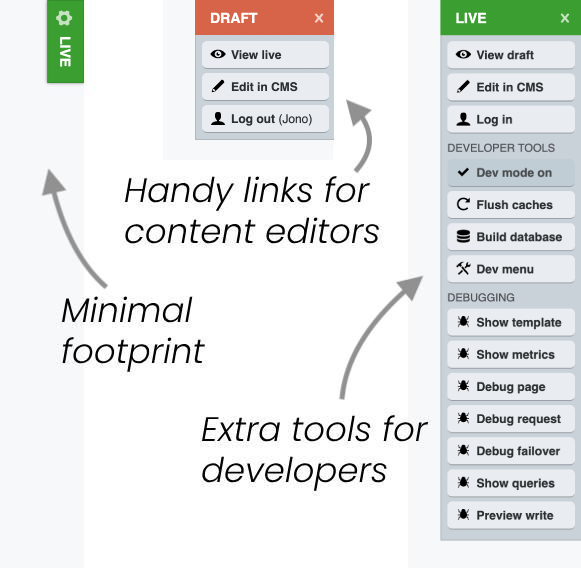 LIVE
DRAFT x
View live
Edit in CMS
Log out (Jono)
Handy links for
content editors
Minimal
footprint
Extra tools for
developers
LIVE x
View draft
Edit in CMS
Log in
DEVELOPER TOOLS
Dev mode on
Flush caches
Build database
Dev menu
DEBUGGING
Show template
Show metrics
Debug page
Debug request
Debug failover
Show queries
Preview write